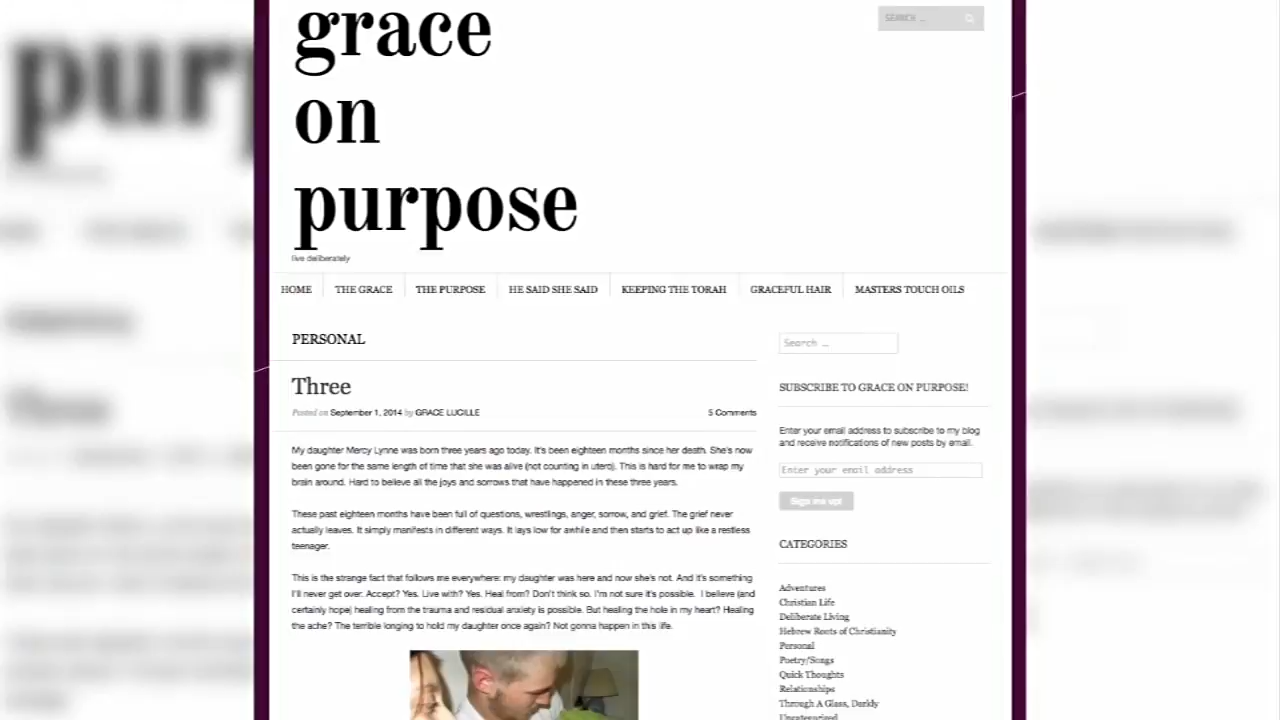 grace
on
purpose
live deliberately
SEARCH ...
HOME THE GRACE THE PURPOSE HE SAID SHE SAID KEEPING THE TORAH GRACEFUL HAIR MASTERS TOUCH OILS
PERSONAL
Three
Posted on September 1, 2014 by GRACE LUCILLE 5 Comments
My daughter Mercy Lynne was born three years ago today. It's been eighteen months since her death. She's now
been gone for the same length of time that she was alive (not counting in utero). This is hard for me to wrap my
brain around. Hard to believe all the joys and sorrows that have happened in these three years.
These past eighteen months have been full of questions, wrestlings, anger, sorrow, and grief. The grief never
actually leaves. It simply manifests in different ways. It lays low for awhile and then starts to act up like a restless
teenager.
This is the strange fact that follows me everywhere: my daughter was here and now she's not. And it's something
I'll never get over. Accept? Yes. Live with? Yes. Heal from? Don't think so. I'm not sure it's possible. I believe (and
certainly hope) healing from the trauma and residual anxiety is possible. But healing the hole in my heart? Healing
the ache? The terrible longing to hold my daughter once again? Not gonna happen in this life.
Search ...
SUBSCRIBE TO GRACE ON PURPOSE!
Enter your email address to subscribe to my blog
and receive notifications of new posts by email.
Enter your email address
Sign me up!
CATEGORIES
Adventures
Christian Life
Deliberate Living
Hebrew Roots of Christianity
Personal
Poetry/Songs
Quick Thoughts
Relationships
Through A Glass, Darkly
Uncategorized